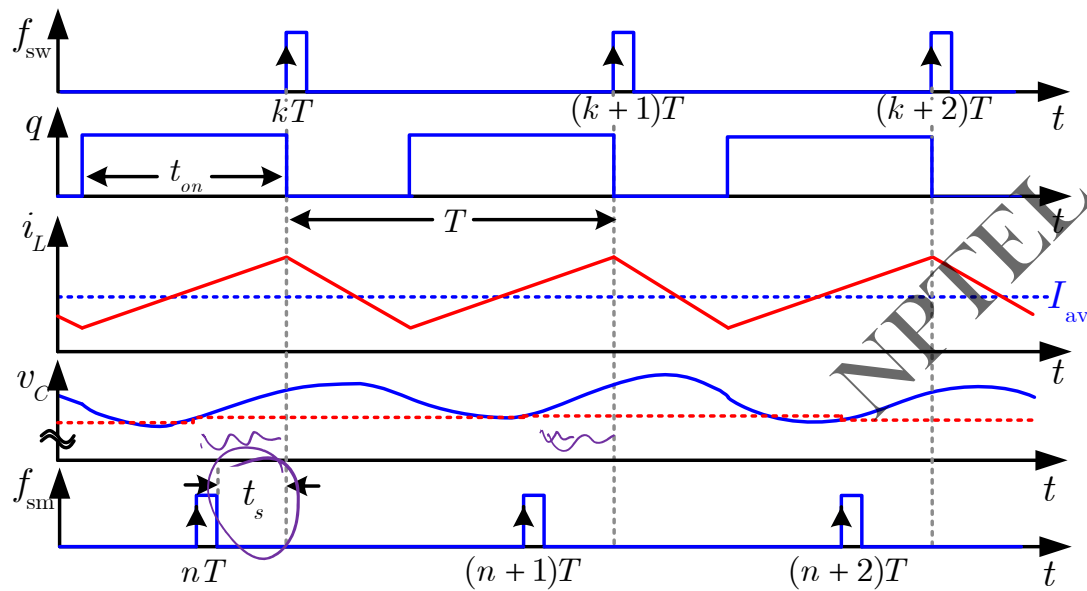 f_sw
kT (k + 1)T (k + 2)T t
q
t_on
T t
i_L
I_av
t
v_C
t
f_sm t_s
nT (n + 1)T (n + 2)T t
NPTEL